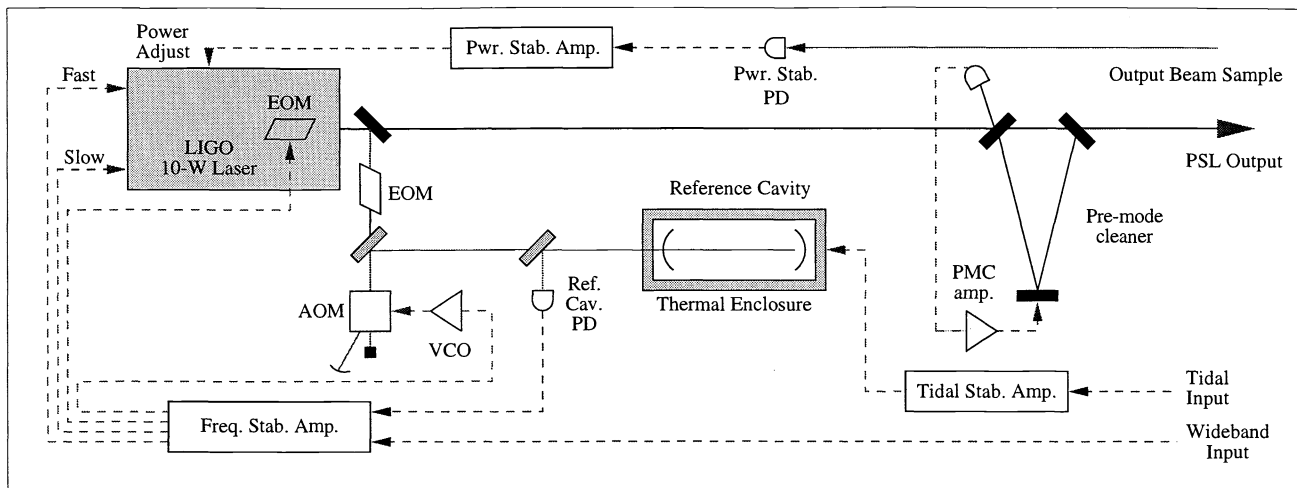 Power
Adjust
Pwr. Stab. Amp.
Pwr. Stab.
PD
Output Beam Sample
Fast
EOM
LIGO
10-W Laser
Slow
PSL Output
EOM
Reference Cavity
Pre-mode
cleaner
Thermal Enclosure
Ref.
Cav.
PD
PMC
amp.
AOM
VCO
Tidal Stab. Amp.
Tidal
Input
Freq. Stab. Amp.
Wideband
Input